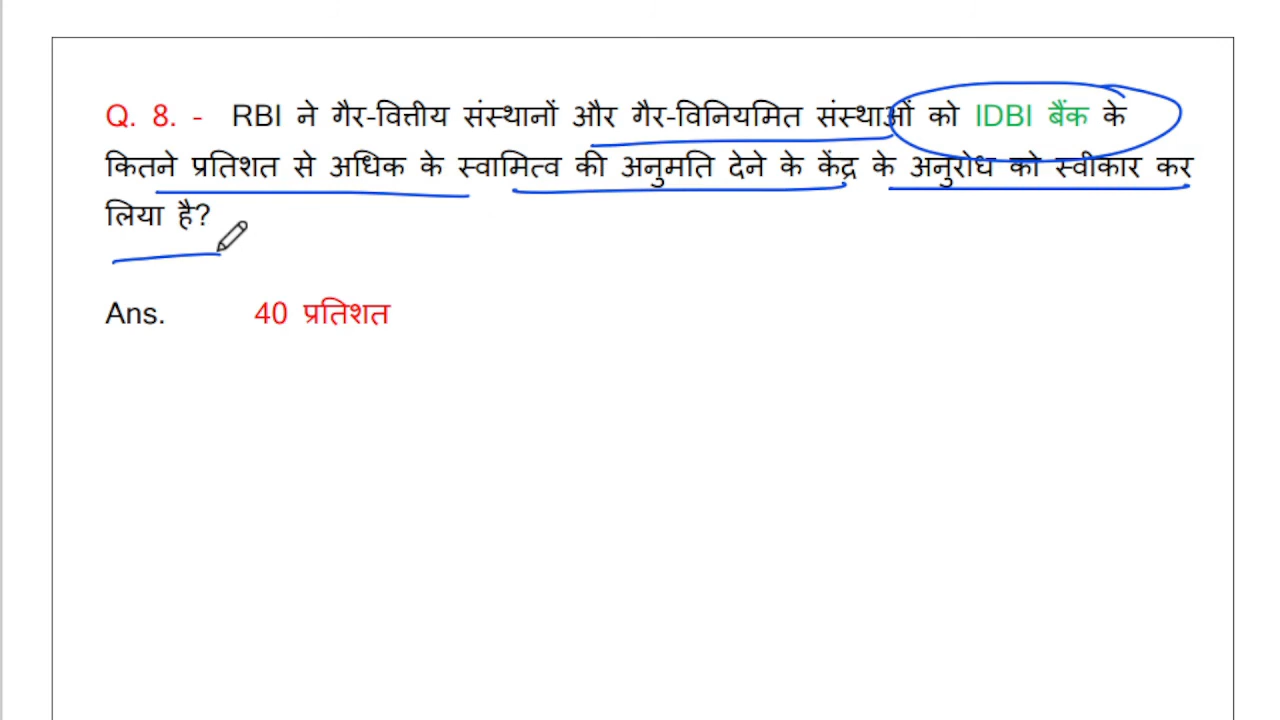 Q. 8. - RBI ने गैर-वित्तीय संस्थानों और गैर-विनियमित संस्थाओं को IDBI बैंक के
कितने प्रतिशत से अधिक के स्वामित्व की अनुमति देने के केंद्र के अनुरोध को स्वीकार कर
लिया है?
Ans. 40 प्रतिशत